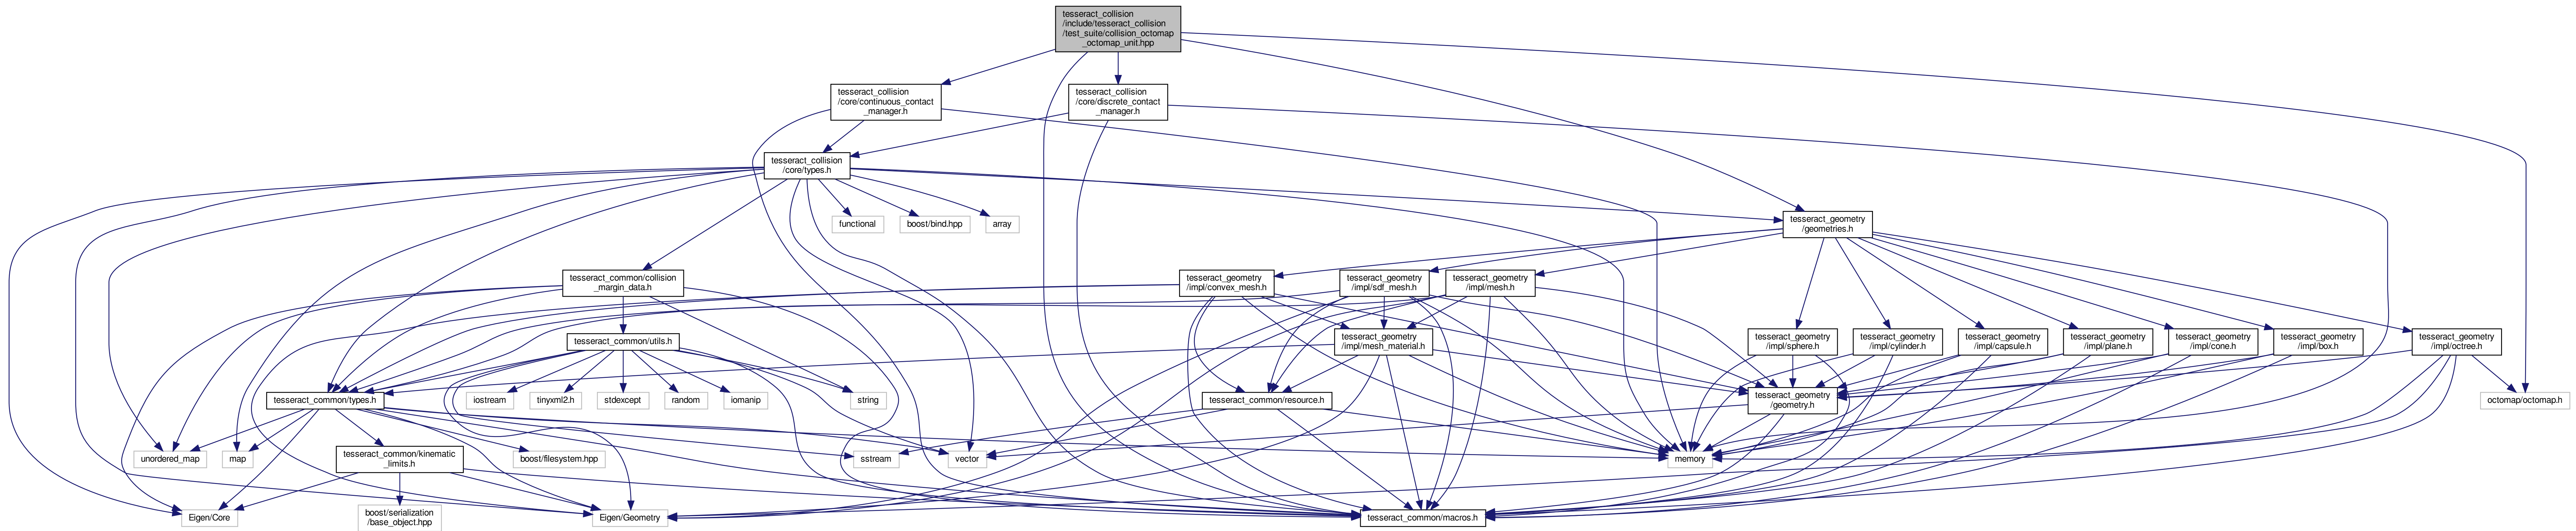 tesseract_collision
/include/tesseract_collision
/test_suite/collision_octomap
_octomap_unit.hpp
tesseract_collision
/core/continuous_contact
_manager.h
tesseract_collision
/core/discrete_contact
_manager.h
tesseract_collision
/core/types.h
functional
boost/bind.hpp
array
tesseract_geometry
/geometries.h
tesseract_common/collision
_margin_data.h
tesseract_geometry
/impl/convex_mesh.h
tesseract_geometry
/impl/sdf_mesh.h
tesseract_geometry
/impl/mesh.h
tesseract_common/utils.h
tesseract_geometry
/impl/mesh_material.h
tesseract_geometry
/impl/sphere.h
tesseract_geometry
/impl/cylinder.h
tesseract_geometry
/impl/capsule.h
tesseract_geometry
/impl/plane.h
tesseract_geometry
/impl/cone.h
tesseract_geometry
/impl/box.h
tesseract_geometry
/impl/octree.h
tesseract_common/types.h
iostream
tinyxml2.h
stdexcept
random
iomanip
string
tesseract_common/resource.h
tesseract_geometry
/geometry.h
octomap/octomap.h
unordered_map
map
tesseract_common/kinematic
_limits.h
boost/filesystem.hpp
sstream
vector
memory
Eigen/Core
boost/serialization
/base_object.hpp
Eigen/Geometry
tesseract_common/macros.h